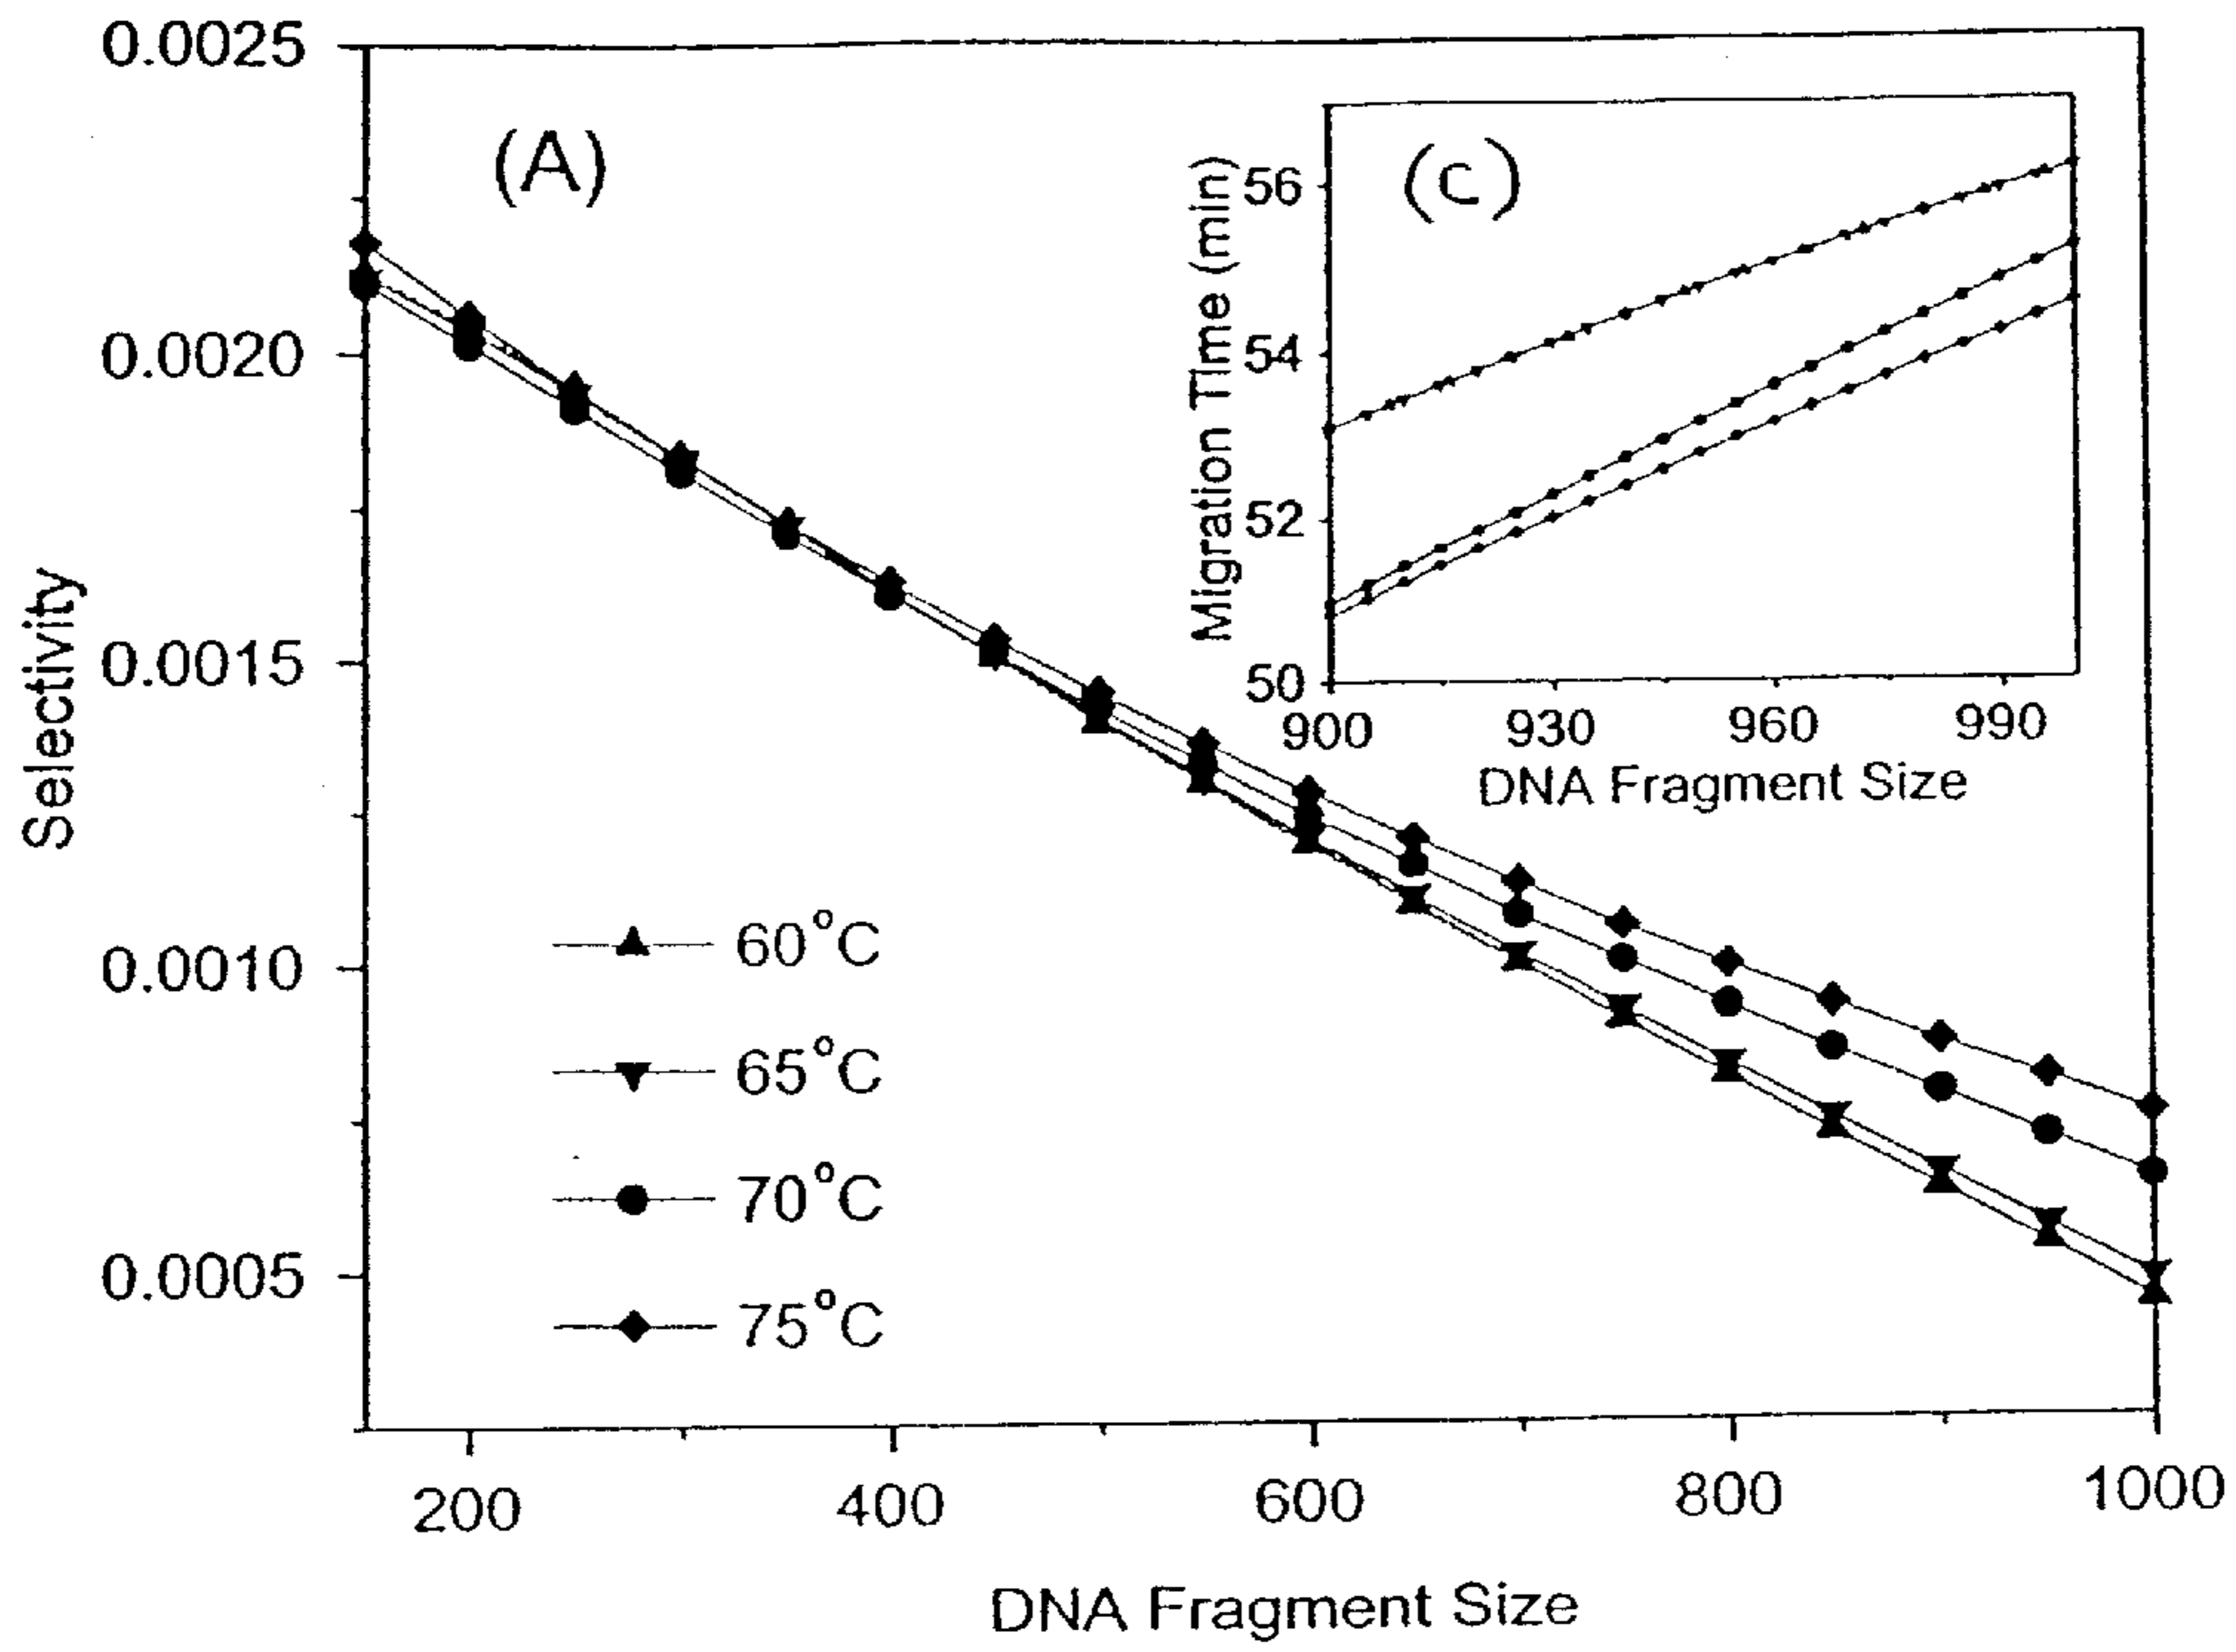 0.0025
0.0020
0.0015
0.0010
0.0005
Selectivity
(A)
60°C
65°C
70°C
75°C
200
400
600
800
1000
DNA Fragment Size
(c)
Migration Time (min)
56
54
52
50
900
930
960
990
DNA Fragment Size